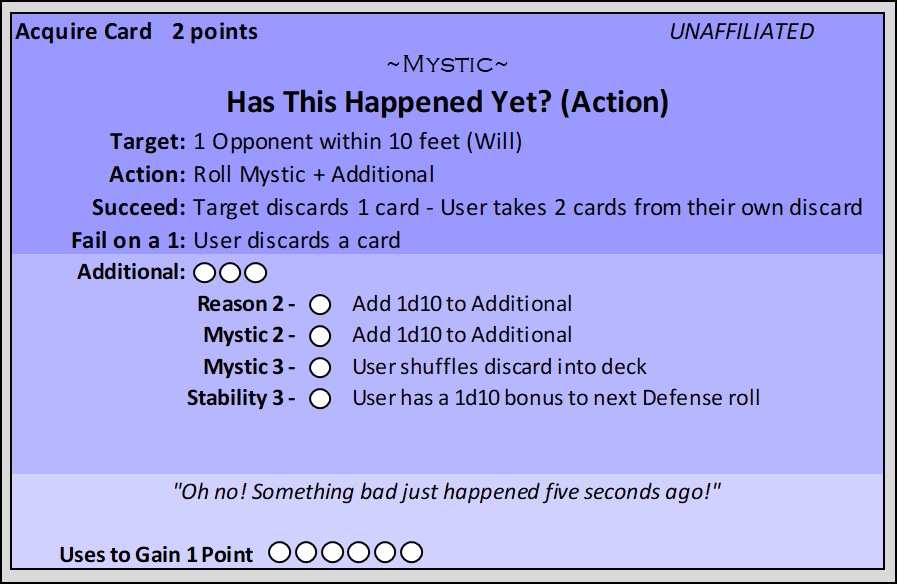 Acquire Card 2 points UNAFFILIATED
~Mystic~
Has This Happened Yet? (Action)
Target: 1 Opponent within 10 feet (Will)
Action: Roll Mystic + Additional
Succeed: Target discards 1 card - User takes 2 cards from their own discard
Fail on a 1: User discards a card
Additional:
Reason 2 - Add 1d10 to Additional
Mystic 2 - Add 1d10 to Additional
Mystic 3 - User shuffles discard into deck
Stability 3 - User has a 1d10 bonus to next Defense roll
"Oh no! Something bad just happened five seconds ago!"
Uses to Gain 1 Point